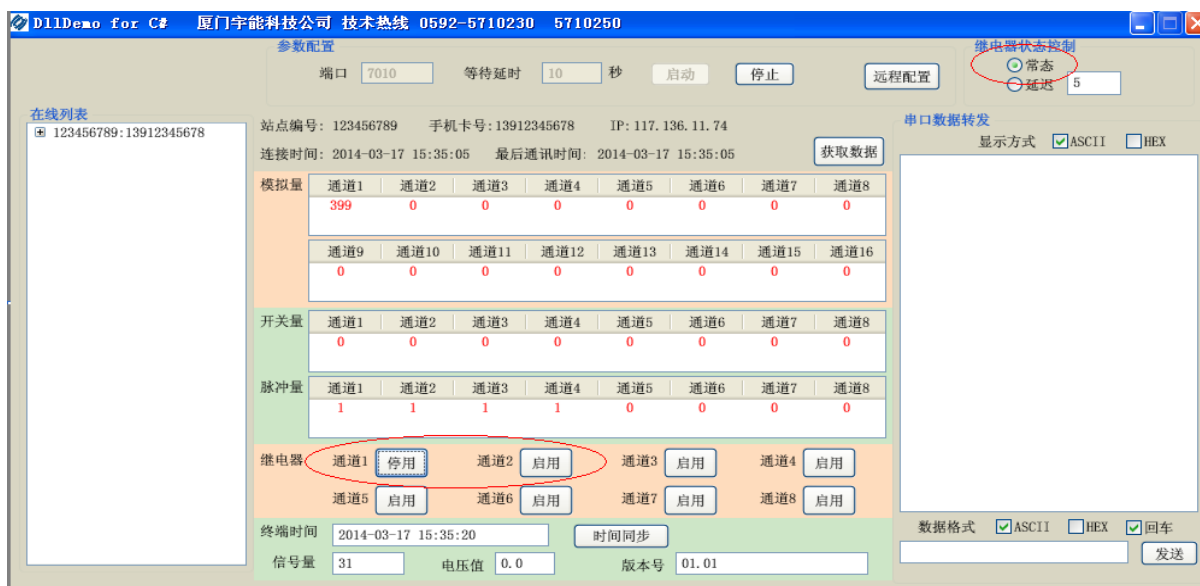 DllDemo for C#  厦门宇能科技公司 技术热线 0592-5710230  5710250
参数配置
端口 7010 等待延时 10 秒 启动 停止 远程配置
继电器状态控制
常态
延迟 5
在线列表
123456789:13912345678
站点编号: 123456789 手机卡号:13912345678 IP: 117.136.11.74
连接时间: 2014-03-17 15:35:05 最后通讯时间: 2014-03-17 15:35:05 获取数据
模拟量 通道1 通道2 通道3 通道4 通道5 通道6 通道7 通道8
399 0 0 0 0 0 0 0
通道9 通道10 通道11 通道12 通道13 通道14 通道15 通道16
0 0 0 0 0 0 0 0
开关量 通道1 通道2 通道3 通道4 通道5 通道6 通道7 通道8
0 0 0 0 0 0 0 0
脉冲量 通道1 通道2 通道3 通道4 通道5 通道6 通道7 通道8
1 1 1 1 0 0 0 0
继电器 通道1 停用 通道2 启用 通道3 启用 通道4 启用
通道5 启用 通道6 启用 通道7 启用 通道8 启用
终端时间 2014-03-17 15:35:20 时间同步
信号量 31 电压值 0.0 版本号 01.01
串口数据转发
显示方式 ASCII HEX
数据格式 ASCII HEX 回车
发送